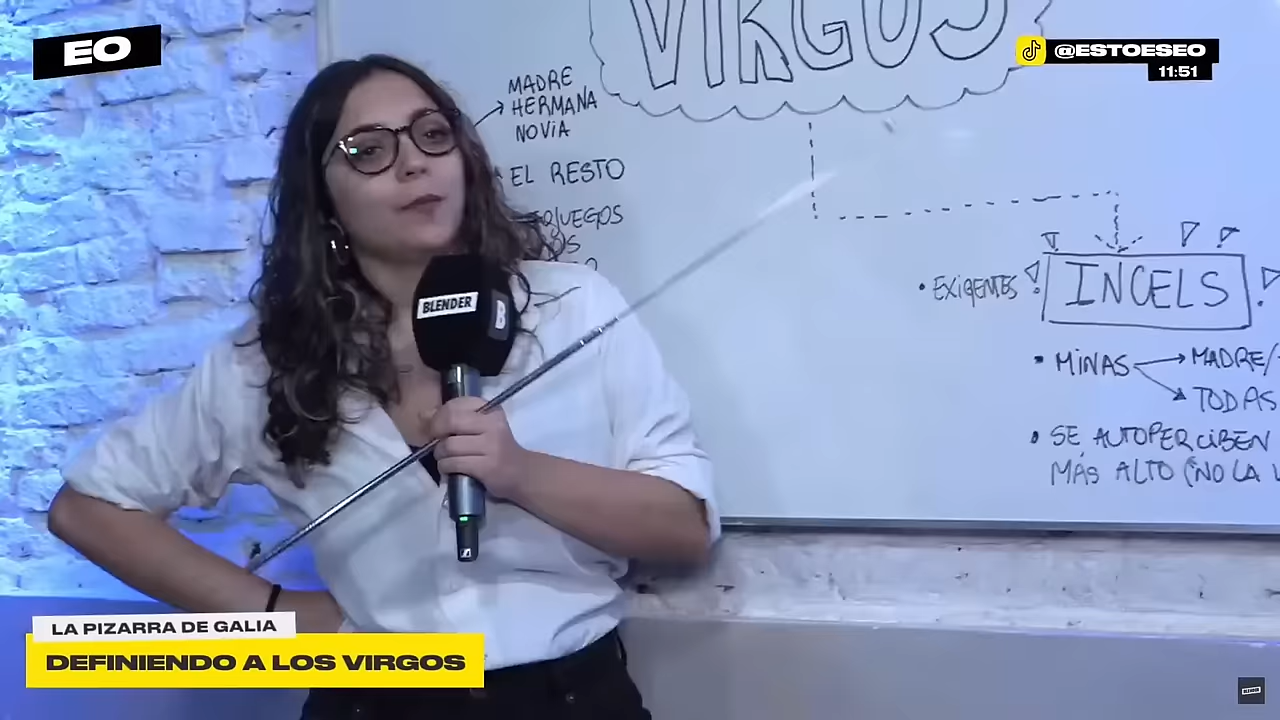 EO
VIRGOS
@ESTOESEO
11:51
MADRE
HERMANA
NOVIA
EL RESTO
EXIGENTES
INCELS
MINAS
MADRE/
TODAS
SE AUTOPERCIBEN
MÁS ALTO (NO LA
BLENDER
B
LA PIZARRA DE GALIA
DEFINIENDO A LOS VIRGOS
BLENDER